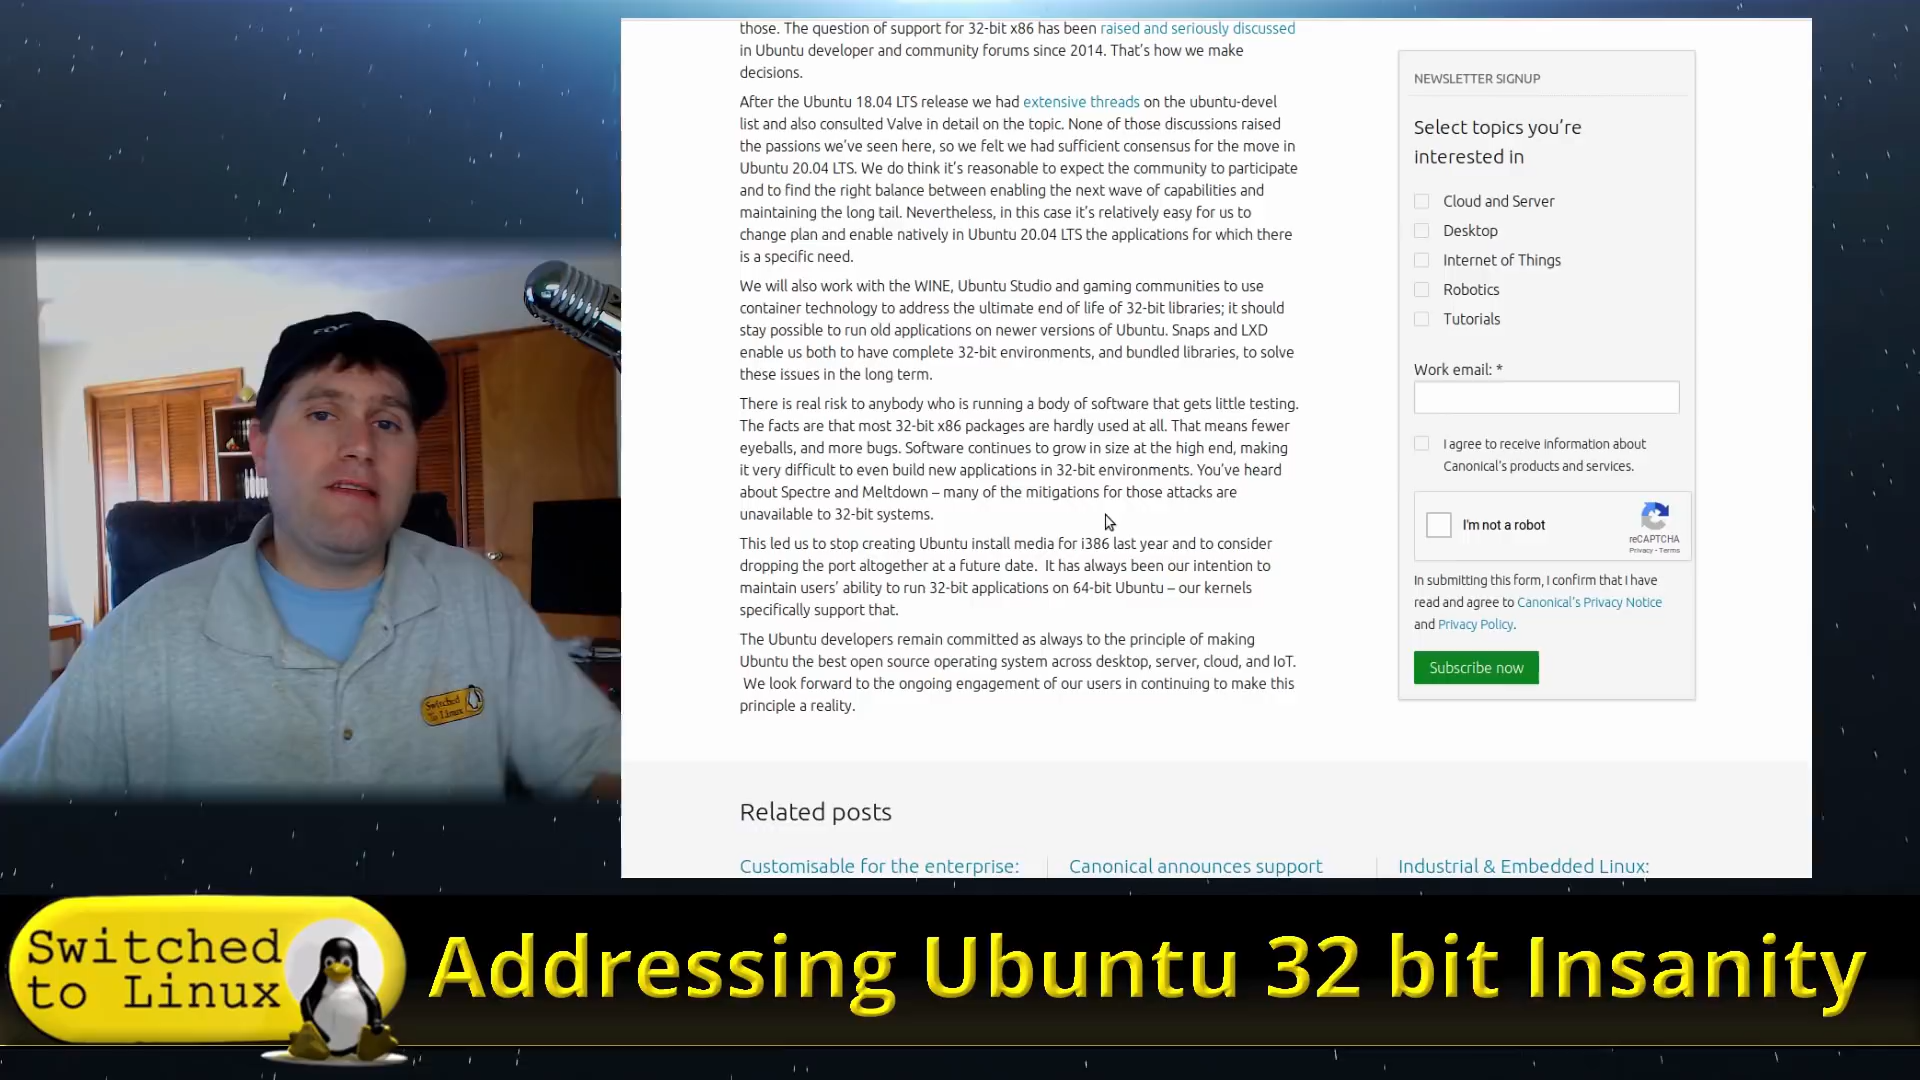 those. The question of support for 32-bit x86 has been raised and seriously discussed
in Ubuntu developer and community forums since 2014. That's how we make
decisions.
After the Ubuntu 18.04 LTS release we had extensive threads on the ubuntu-devel
list and also consulted Valve in detail on the topic. None of those discussions raised
the passions we've seen here, so we felt we had sufficient consensus for the move in
Ubuntu 20.04 LTS. We do think it's reasonable to expect the community to participate
and to find the right balance between enabling the next wave of capabilities and
maintaining the long tail. Nevertheless, in this case it's relatively easy for us to
change plan and enable natively in Ubuntu 20.04 LTS the applications for which there
is a specific need.
We will also work with the WINE, Ubuntu Studio and gaming communities to use
container technology to address the ultimate end of life of 32-bit libraries; it should
stay possible to run old applications on newer versions of Ubuntu. Snaps and LXD
enable us both to have complete 32-bit environments, and bundled libraries, to solve
these issues in the long term.
There is real risk to anybody who is running a body of software that gets little testing.
The facts are that most 32-bit x86 packages are hardly used at all. That means fewer
eyeballs, and more bugs. Software continues to grow in size at the high end, making
it very difficult to even build new applications in 32-bit environments. You've heard
about Spectre and Meltdown – many of the mitigations for those attacks are
unavailable to 32-bit systems.
This led us to stop creating Ubuntu install media for i386 last year and to consider
dropping the port altogether at a future date. It has always been our intention to
maintain users' ability to run 32-bit applications on 64-bit Ubuntu – our kernels
specifically support that.
The Ubuntu developers remain committed as always to the principle of making
Ubuntu the best open source operating system across desktop, server, cloud, and IoT.
We look forward to the ongoing engagement of our users in continuing to make this
principle a reality.
NEWSLETTER SIGNUP
Select topics you're
interested in
Cloud and Server
Desktop
Internet of Things
Robotics
Tutorials
Work email: *
I agree to receive information about
Canonical's products and services.
I'm not a robot
reCAPTCHA
Privacy - Terms
In submitting this form, I confirm that I have
read and agree to Canonical's Privacy Notice
and Privacy Policy.
Subscribe now
Related posts
Customisable for the enterprise:
Canonical announces support
Industrial & Embedded Linux:
Switched
To Linux
Switched
to Linux
Addressing Ubuntu 32 bit Insanity